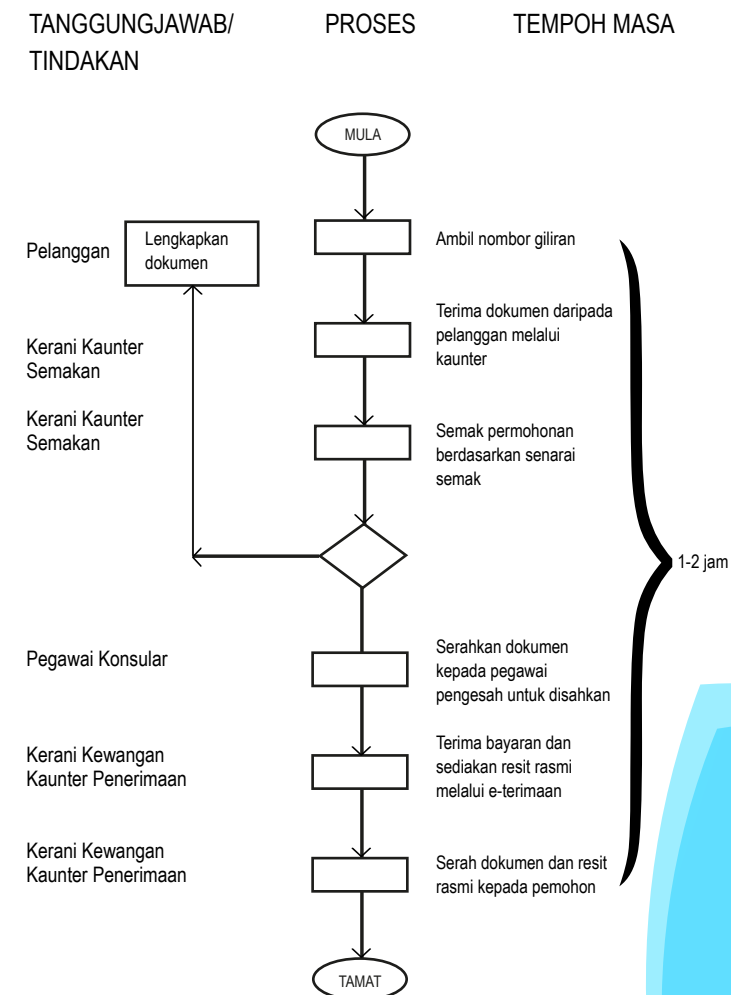 TANGGUNGJAWAB/
TINDAKAN
PROSES
TEMPOH MASA
MULA
Pelanggan
Lengkapkan
dokumen
Ambil nombor giliran
Kerani Kaunter
Semakan
Terima dokumen daripada
pelanggan melalui
kaunter
Kerani Kaunter
Semakan
Semak permohonan
berdasarkan senarai
semak
1-2 jam
Pegawai Konsular
Serahkan dokumen
kepada pegawai
pengesah untuk disahkan
Kerani Kewangan
Kaunter Penerimaan
Terima bayaran dan
sediakan resit rasmi
melalui e-terimaan
Kerani Kewangan
Kaunter Penerimaan
Serah dokumen dan resit
rasmi kepada pemohon
TAMAT